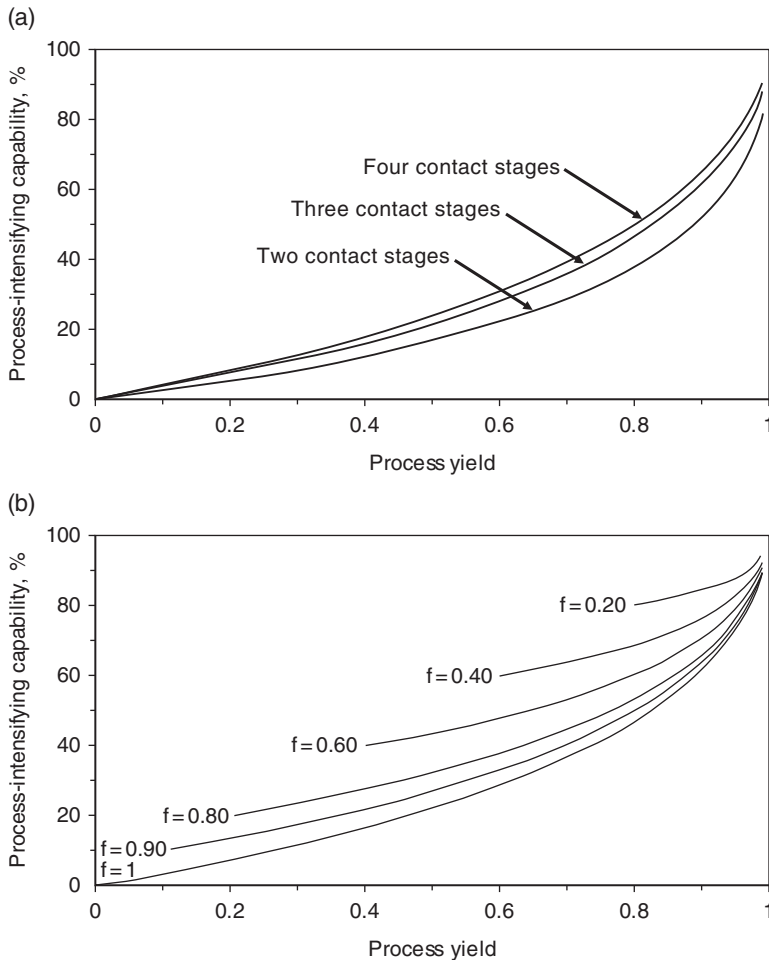 (a)
100
80
60
40
20
0
Process-intensifying capability, %
Four contact stages
Three contact stages
Two contact stages
0 0.2 0.4 0.6 0.8 1
Process yield
(b)
100
80
60
40
20
0
Process-intensifying capability, %
f = 0.20
f = 0.40
f = 0.60
f = 0.80
f = 0.90
f = 1
0 0.2 0.4 0.6 0.8 1
Process yield